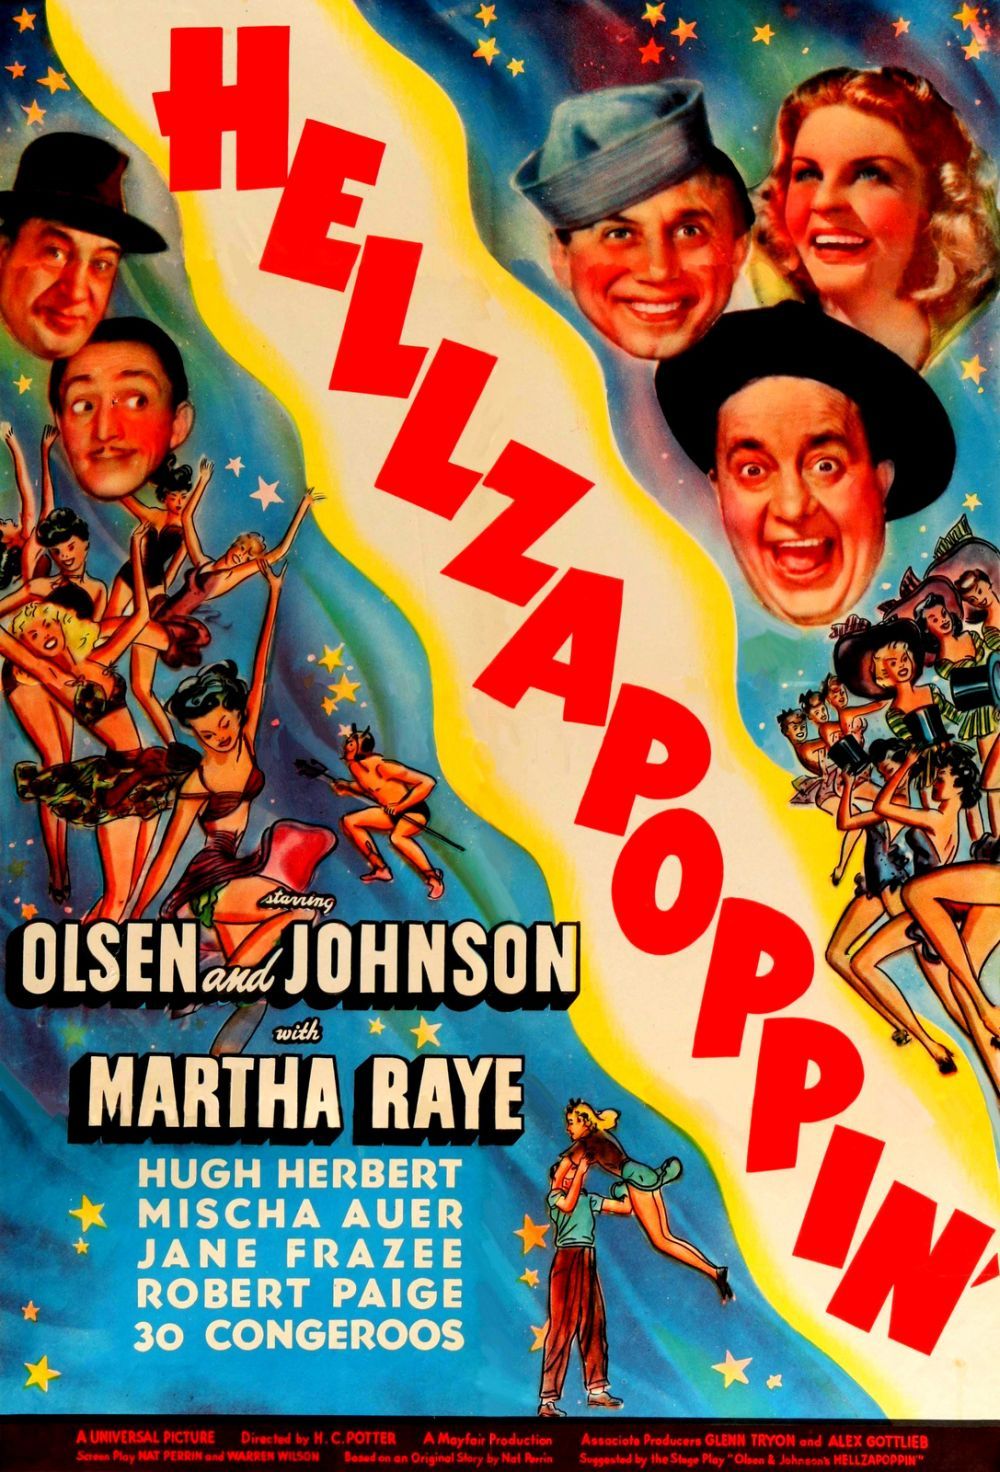 HELLZAPOPPIN'
starring
OLSEN and JOHNSON
with
MARTHA RAYE
HUGH HERBERT
MISCHA AUER
JANE FRAZEE
ROBERT PAIGE
30 CONGEROOS
A UNIVERSAL PICTURE Directed by H. C. POTTER A Mayfair Production Associate Producers GLENN TRYON and ALEX GOTTLIEB
Screen Play NAT PERRIN and WARREN WILSON Based on an Original Story by Nat Perrin Suggested by the Stage Play "Olsen & Johnson's HELLZAPOPPIN'"